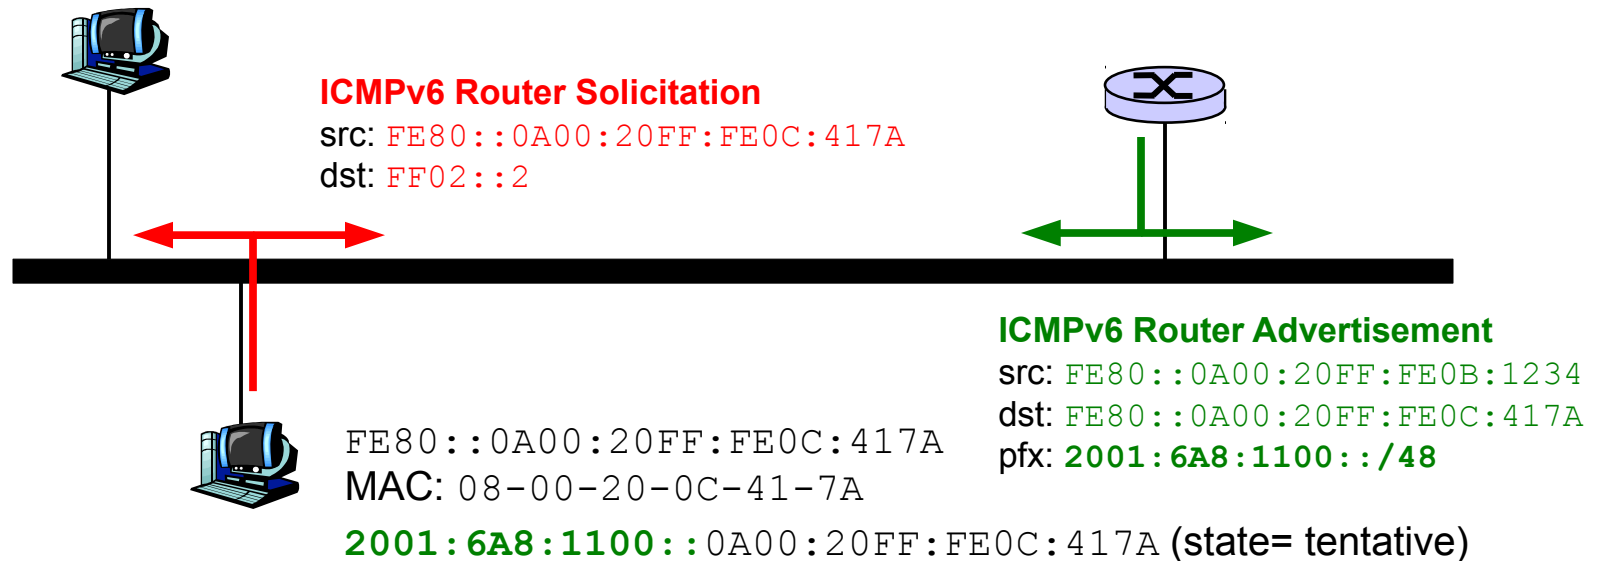 ICMPv6 Router Solicitation
src: FE80::0A00:20FF:FE0C:417A
dst: FF02::2
ICMPv6 Router Advertisement
src: FE80::0A00:20FF:FE0B:1234
dst: FE80::0A00:20FF:FE0C:417A
pfx: 2001:6A8:1100::/48
FE80::0A00:20FF:FE0C:417A
MAC: 08-00-20-0C-41-7A
2001:6A8:1100::0A00:20FF:FE0C:417A (state= tentative)